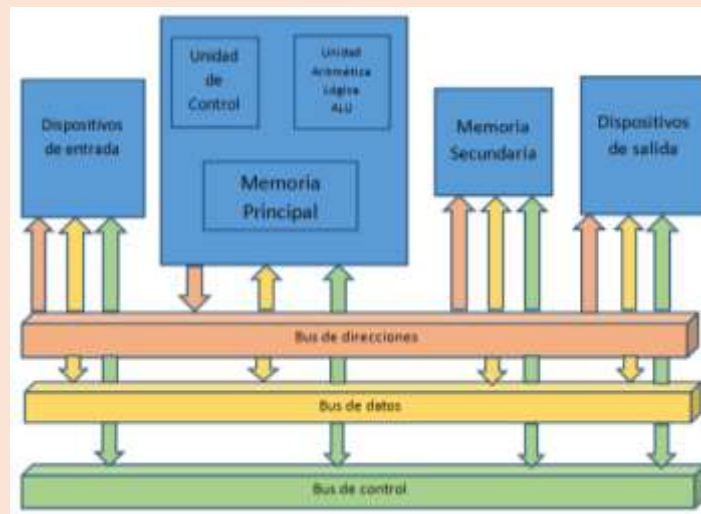 Dispositivos
de entrada
Unidad
de
Control
Unidad
Aritmética
Lógica
ALU
Memoria
Principal
Memoria
Secundaria
Dispositivos
de salida
Bus de direcciones
Bus de datos
Bus de control